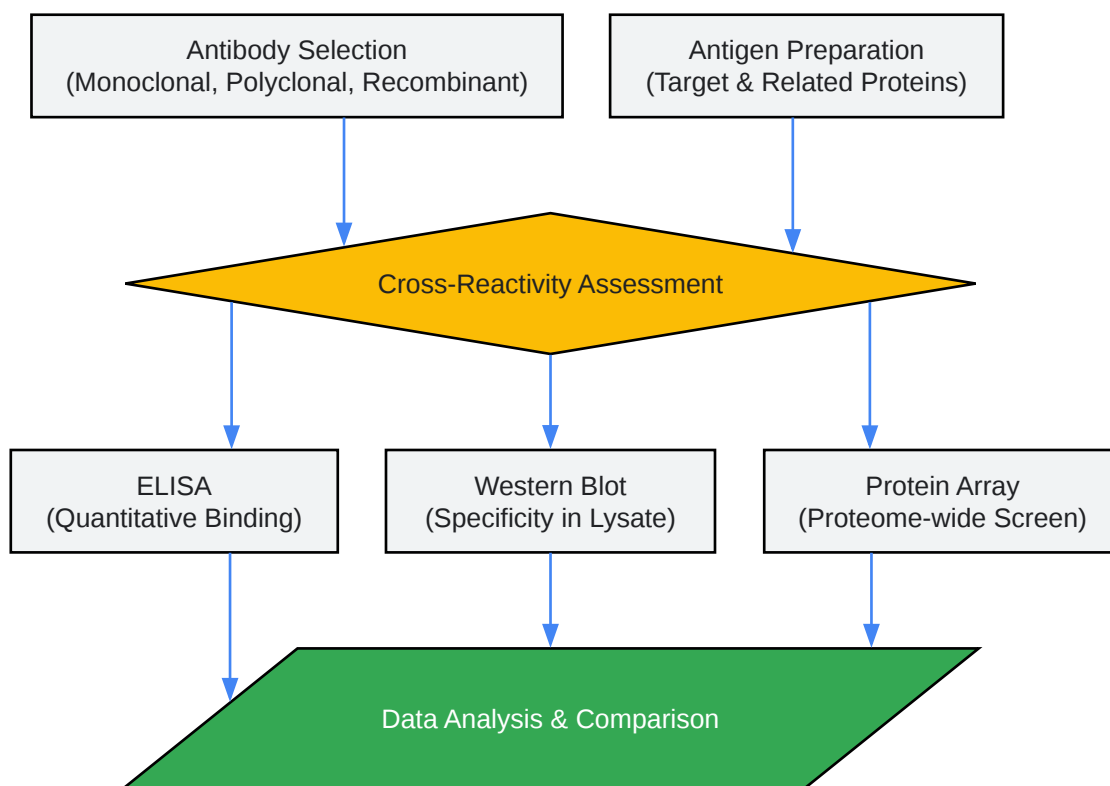 Antibody Selection
(Monoclonal, Polyclonal, Recombinant)
Antigen Preparation
(Target & Related Proteins)
Cross-Reactivity Assessment
ELISA
(Quantitative Binding)
Western Blot
(Specificity in Lysate)
Protein Array
(Proteome-wide Screen)
Data Analysis & Comparison